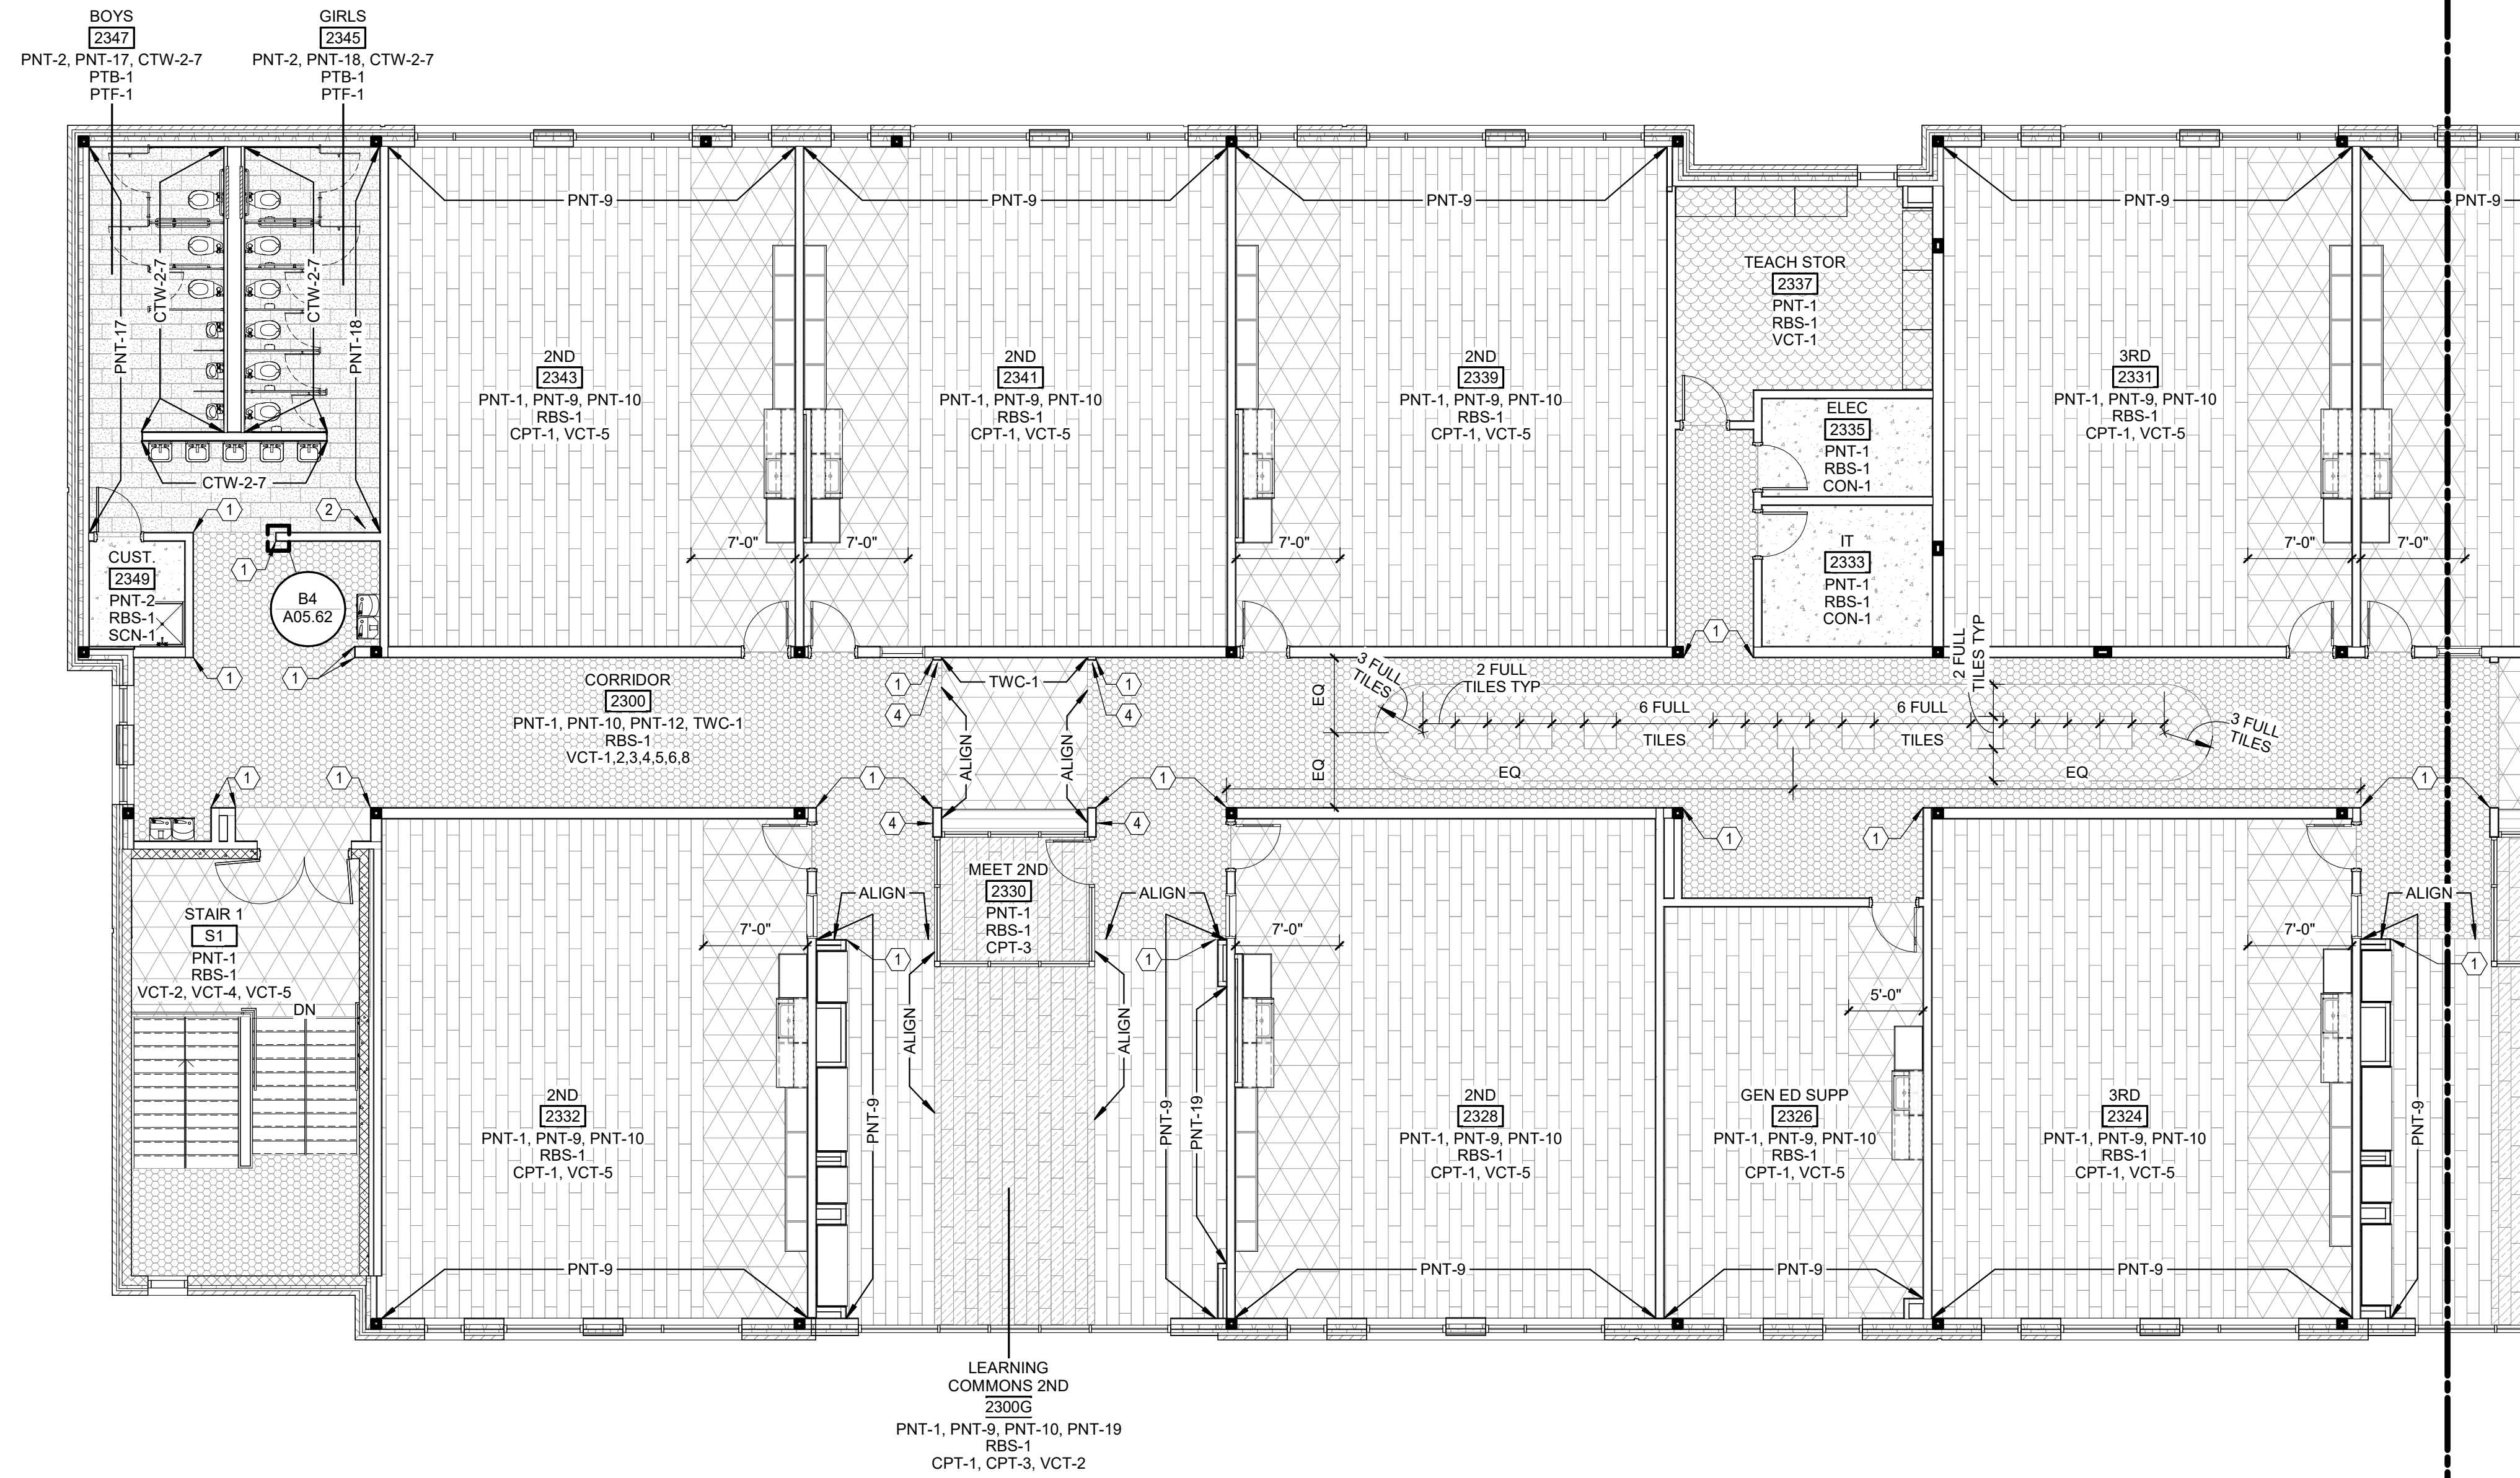 BOYS
2347
PNT-2, PNT-17, CTW-2-7
PTB-1
PTF-1
GIRLS
2345
PNT-2, PNT-18, CTW-2-7
PTB-1
PTF-1
PNT-9
PNT-9
PNT-9
PNT-9
PNT-9
PNT-17
CTW-2-7
CTW-2-7
PNT-18
CTW-2-7
1
2
1
CUST.
2349
PNT-2
RBS-1
SCN-1
B4
A05.62
2ND
2343
PNT-1, PNT-9, PNT-10
RBS-1
CPT-1, VCT-5
7'-0"
7'-0"
2ND
2341
PNT-1, PNT-9, PNT-10
RBS-1
CPT-1, VCT-5
2ND
2339
PNT-1, PNT-9, PNT-10
RBS-1
CPT-1, VCT-5
7'-0"
TEACH STOR
2337
PNT-1
RBS-1
VCT-1
ELEC
2335
PNT-1
RBS-1
CON-1
IT
2333
PNT-1
RBS-1
CON-1
3RD
2331
PNT-1, PNT-9, PNT-10
RBS-1
CPT-1, VCT-5
7'-0"
7'-0"
1
1
1
CORRIDOR
2300
PNT-1, PNT-10, PNT-12, TWC-1
RBS-1
VCT-1,2,3,4,5,6,8
1
4
TWC-1
1
4
ALIGN
ALIGN
EQ
EQ
3 FULL
TILES
2 FULL
TILES TYP
6 FULL
TILES
6 FULL
TILES
2 FULL
TILES TYP
3 FULL
TILES
EQ
EQ
1
1
1
1
1
4
4
1
1
STAIR 1
S1
PNT-1
RBS-1
VCT-2, VCT-4, VCT-5
DN
MEET 2ND
2330
PNT-1
RBS-1
CPT-3
ALIGN
ALIGN
ALIGN
7'-0"
7'-0"
7'-0"
1
1
1
5'-0"
ALIGN
ALIGN
2ND
2332
PNT-1, PNT-9, PNT-10
RBS-1
CPT-1, VCT-5
PNT-9
PNT-9
PNT-19
2ND
2328
PNT-1, PNT-9, PNT-10
RBS-1
CPT-1, VCT-5
GEN ED SUPP
2326
PNT-1, PNT-9, PNT-10
RBS-1
CPT-1, VCT-5
3RD
2324
PNT-1, PNT-9, PNT-10
RBS-1
CPT-1, VCT-5
PNT-9
PNT-9
PNT-9
PNT-9
PNT-9
LEARNING
COMMONS 2ND
2300G
PNT-1, PNT-9, PNT-10, PNT-19
RBS-1
CPT-1, CPT-3, VCT-2